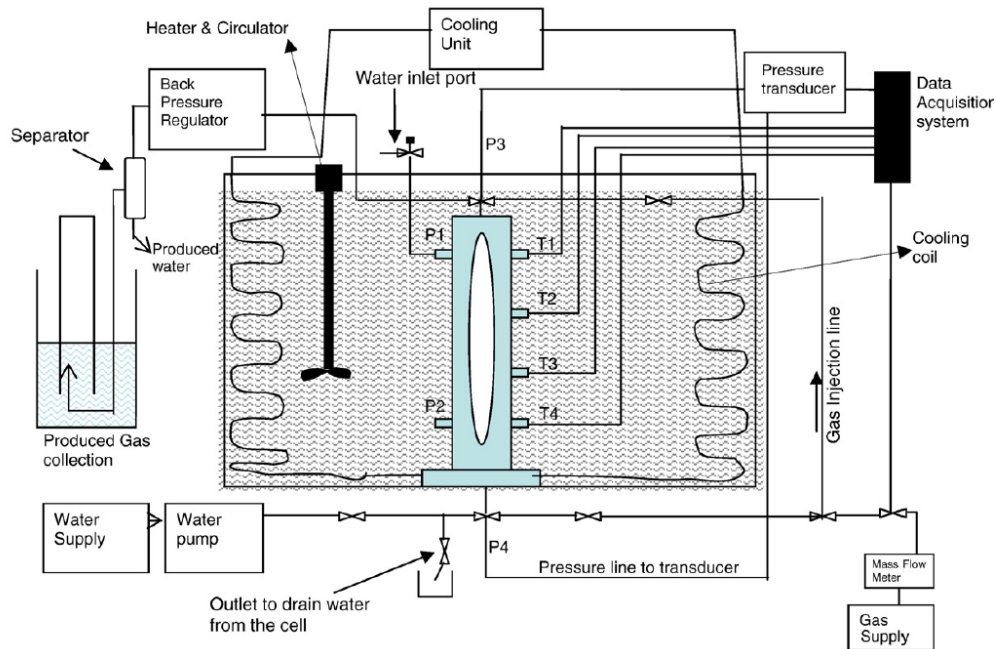 Heater & Circulator
Cooling
Unit
Water inlet port
Back
Pressure
Regulator
Pressure
transducer
Data
Acquisition
system
Separator
P3
P1
T1
Produced
water
Cooling
coil
T2
T3
P2
T4
Gas Injection line
Produced Gas
collection
Water
Supply
Water
pump
P4
Pressure line to transducer
Mass Flow
Meter
Outlet to drain water
from the cell
Gas
Supply